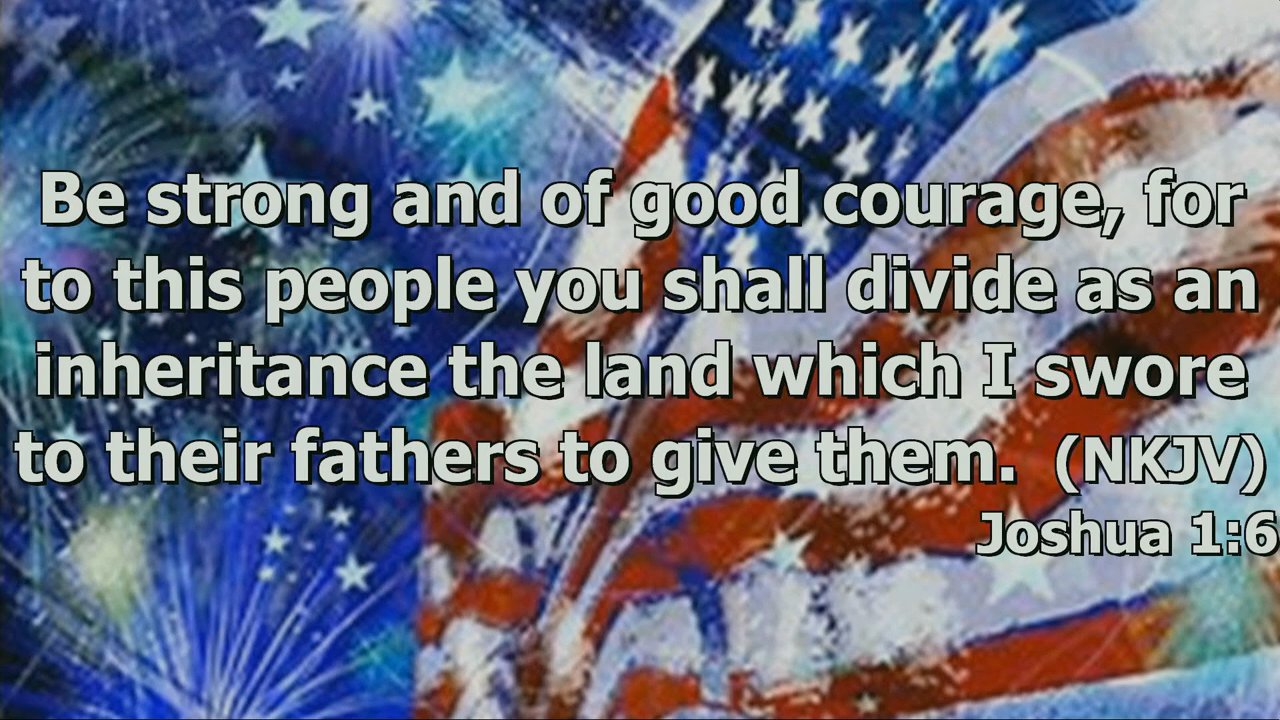 Be strong and of good courage, for
to this people you shall divide as an
inheritance the land which I swore
to their fathers to give them. (NKJV)
Joshua 1:6